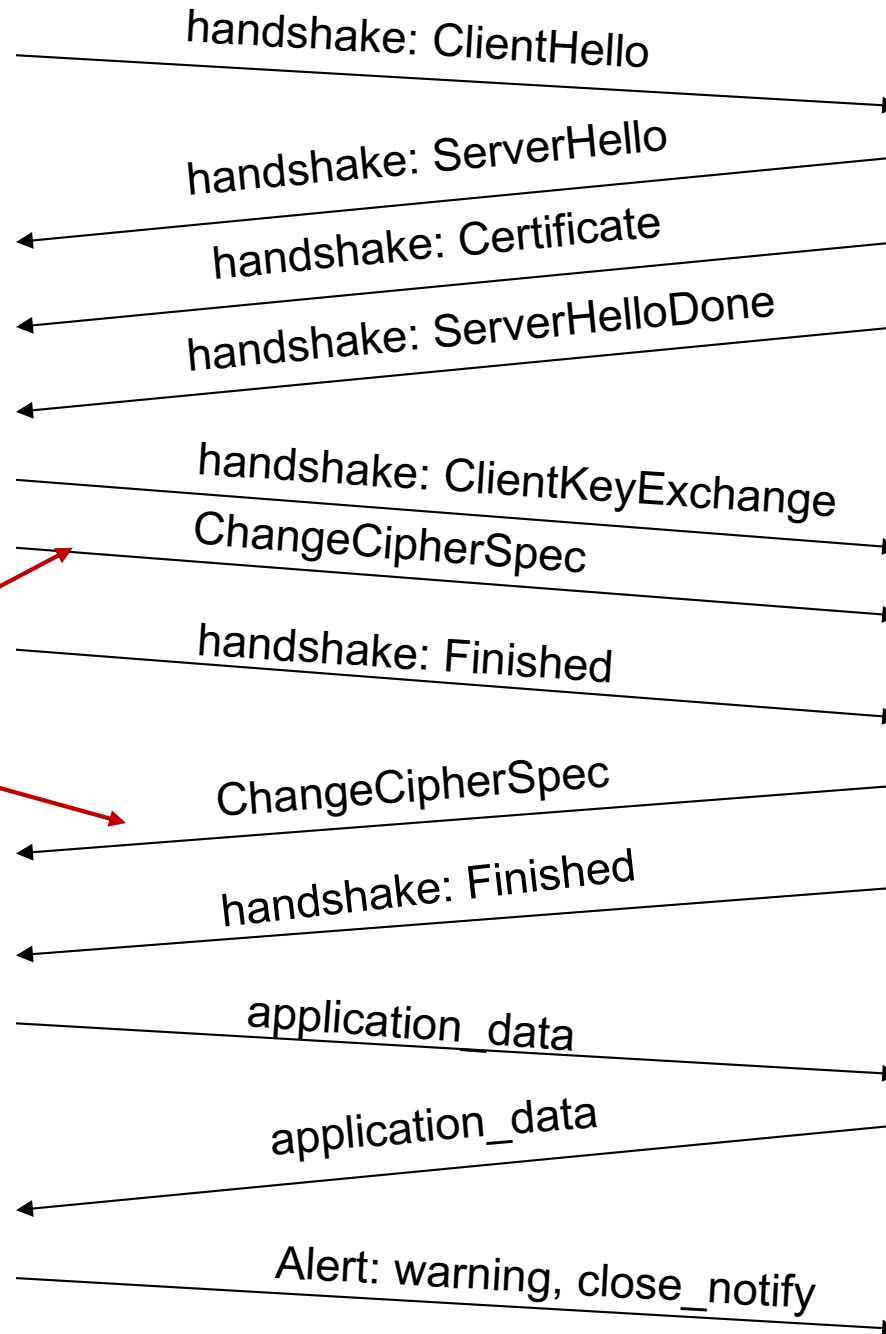 handshake: ClientHello
handshake: ServerHello
handshake: Certificate
handshake: ServerHelloDone
handshake: ClientKeyExchange
ChangeCipherSpec
handshake: Finished
ChangeCipherSpec
handshake: Finished
application_data
application_data
Alert: warning, close_notify